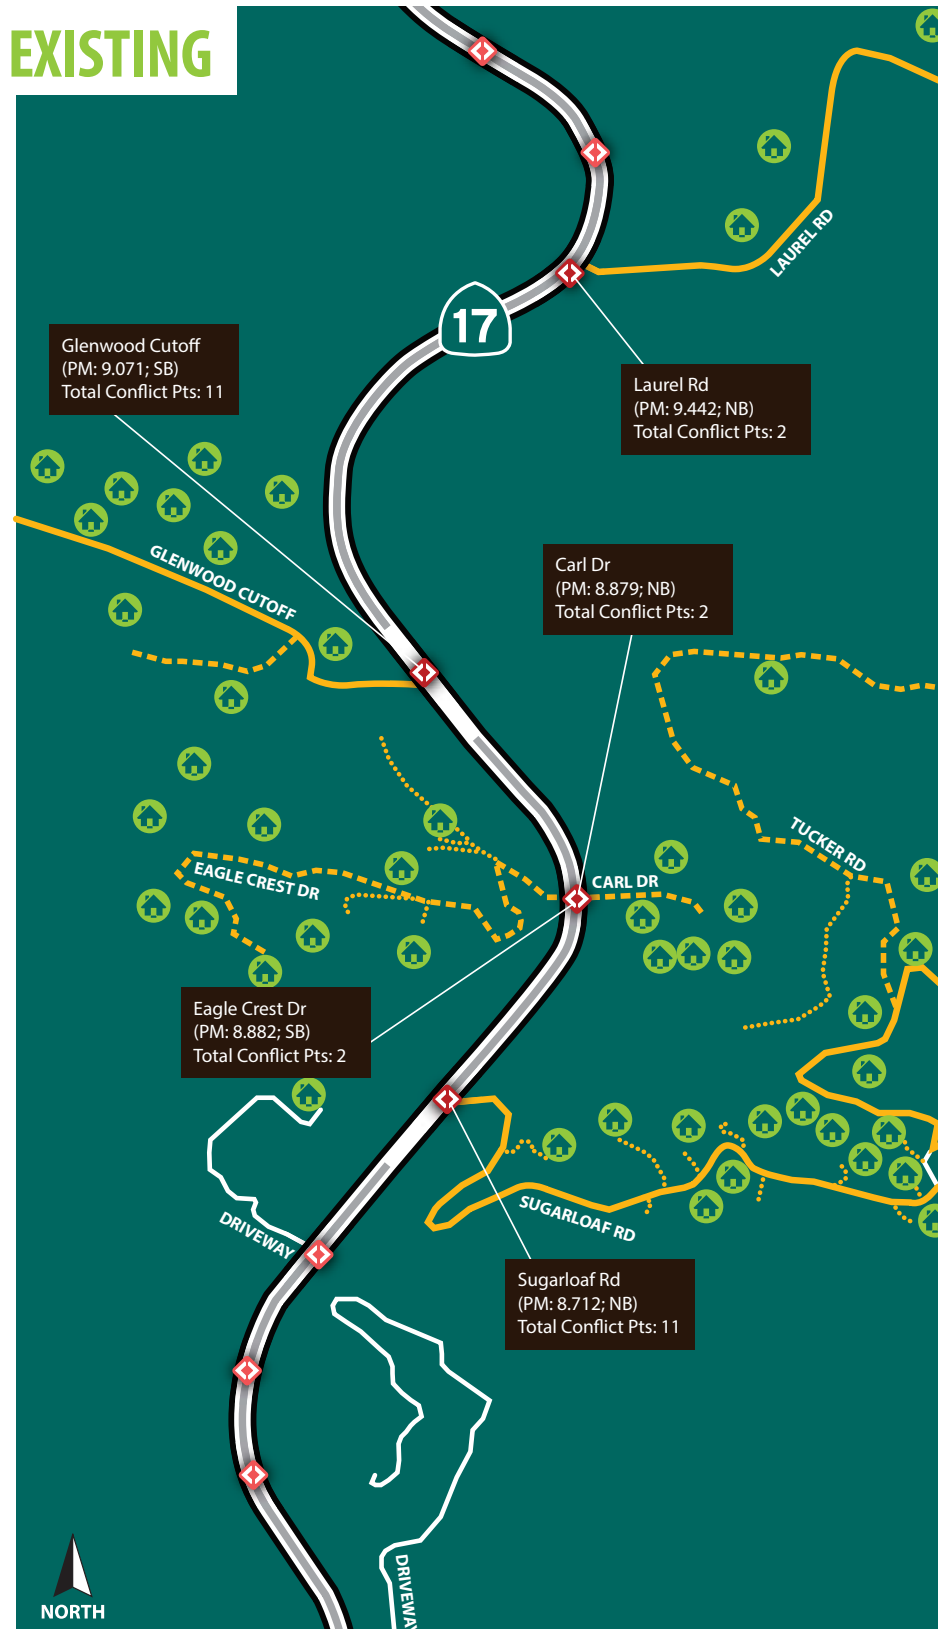 EXISTING
LAUREL RD
17
Glenwood Cutoff
(PM: 9.071; SB)
Total Conflict Pts: 11
Laurel Rd
(PM: 9.442; NB)
Total Conflict Pts: 2
GLENWOOD CUTOFF
Carl Dr
(PM: 8.879; NB)
Total Conflict Pts: 2
TUCKER RD
EAGLE CREST DR
CARL DR
Eagle Crest Dr
(PM: 8.882; SB)
Total Conflict Pts: 2
SUGARLOAF RD
DRIVEWAY
Sugarloaf Rd
(PM: 8.712; NB)
Total Conflict Pts: 11
DRIVEWAY
NORTH